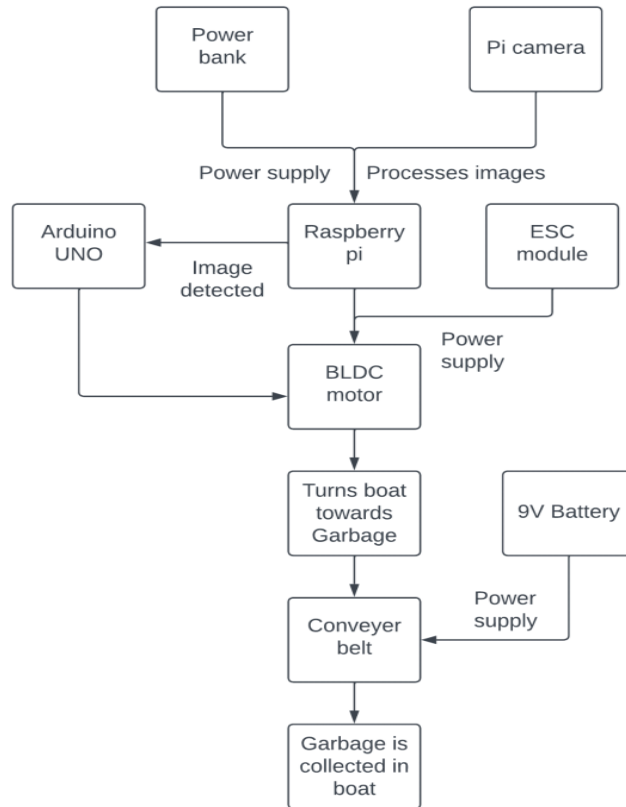 Power
bank
Pi camera
Power supply
Processes images
Arduino
UNO
Raspberry
pi
ESC
module
Image
detected
Power
supply
BLDC
motor
Turns boat
towards
Garbage
9V Battery
Power
supply
Conveyer
belt
Garbage is
collected in
boat